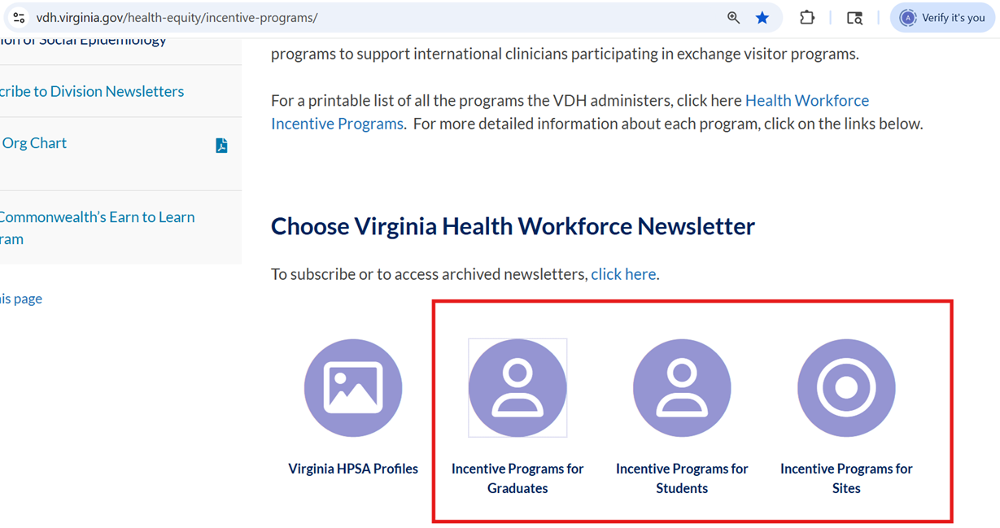 vdh.virginia.gov/health-equity/incentive-programs/
Verify it's you
ion of Social Epidemiology
cribe to Division Newsletters
Org Chart
Commonwealth's Earn to Learn
ram
is page
programs to support international clinicians participating in exchange visitor programs.
For a printable list of all the programs the VDH administers, click here Health Workforce
Incentive Programs. For more detailed information about each program, click on the links below.
Choose Virginia Health Workforce Newsletter
To subscribe or to access archived newsletters, click here.
Virginia HPSA Profiles
Incentive Programs for
Graduates
Incentive Programs for
Students
Incentive Programs for
Sites